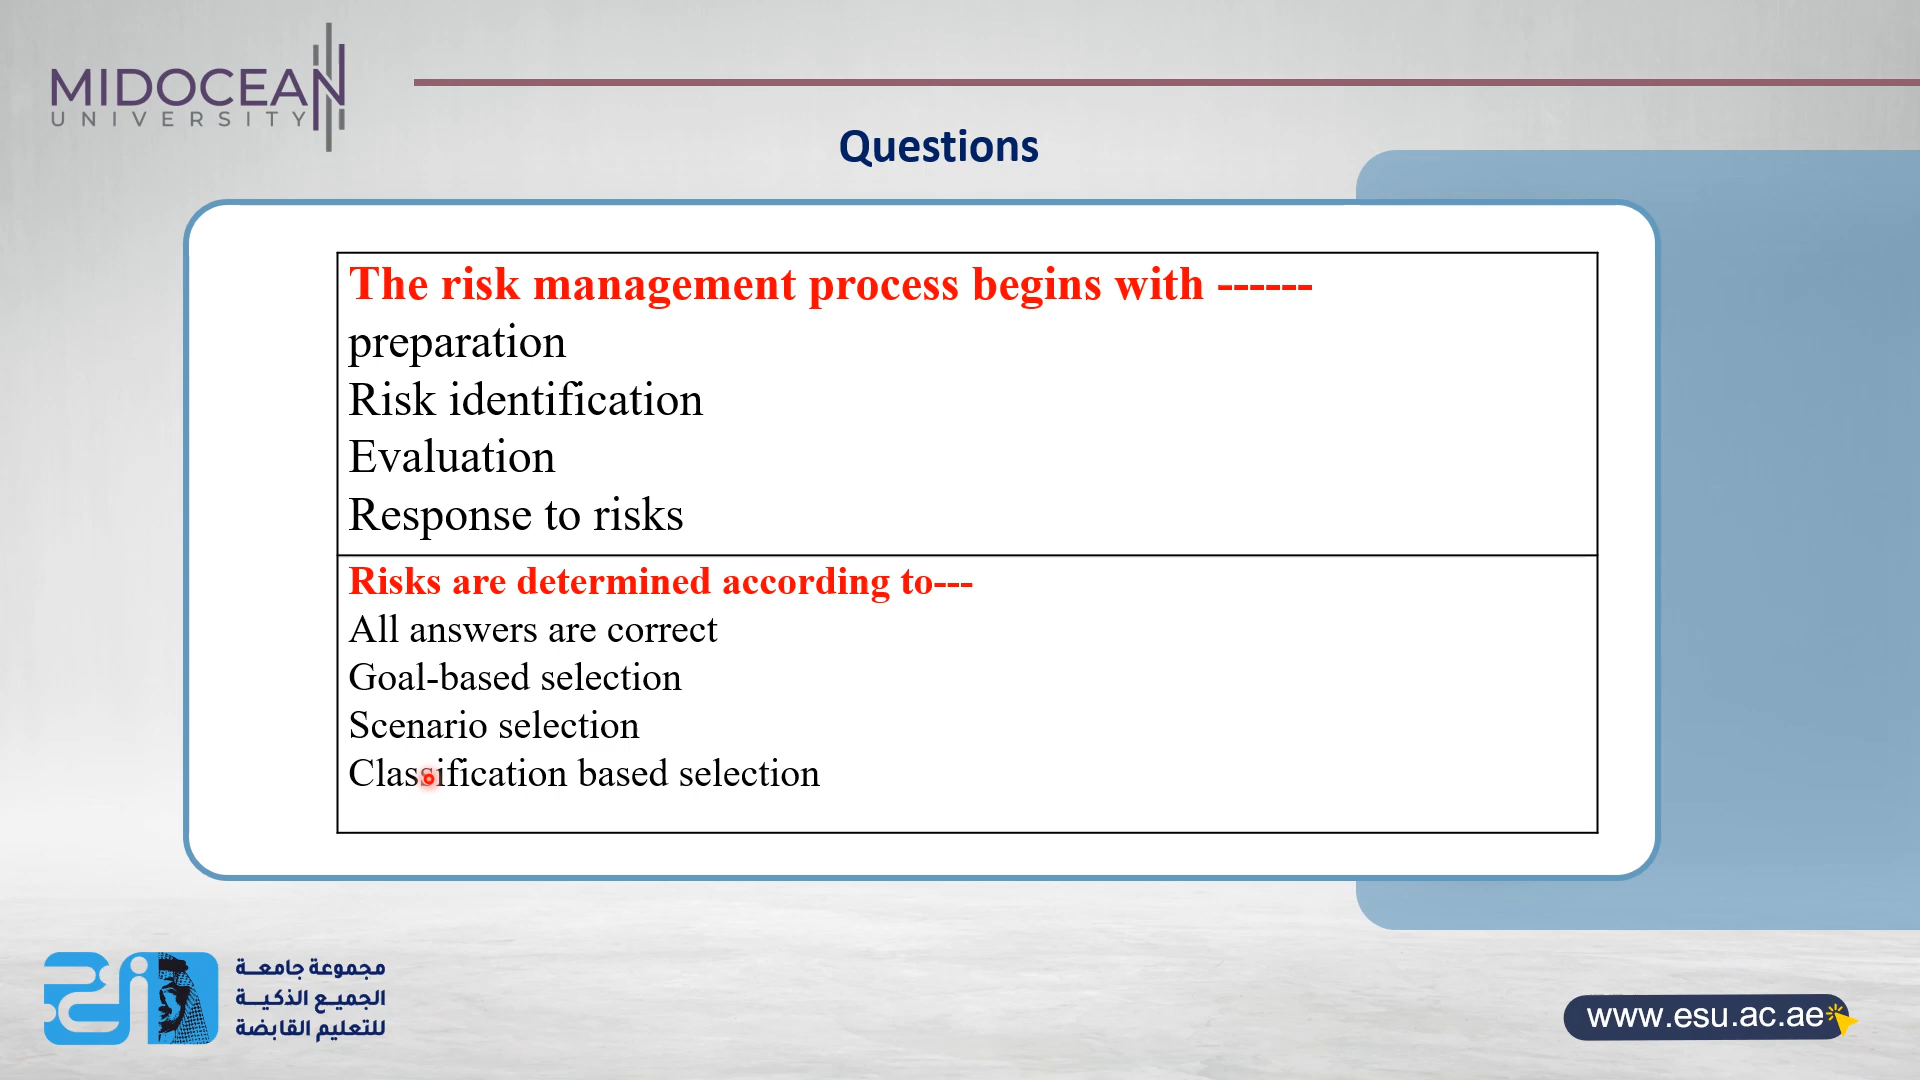 MIDOCEAN
UNIVERSITY
Questions
The risk management process begins with ------
preparation
Risk identification
Evaluation
Response to risks
Risks are determined according to---
All answers are correct
Goal-based selection
Scenario selection
Classification based selection
مجموعة جامعة
الجميع الذكية
للتعليم القابضة
www.esu.ac.ae